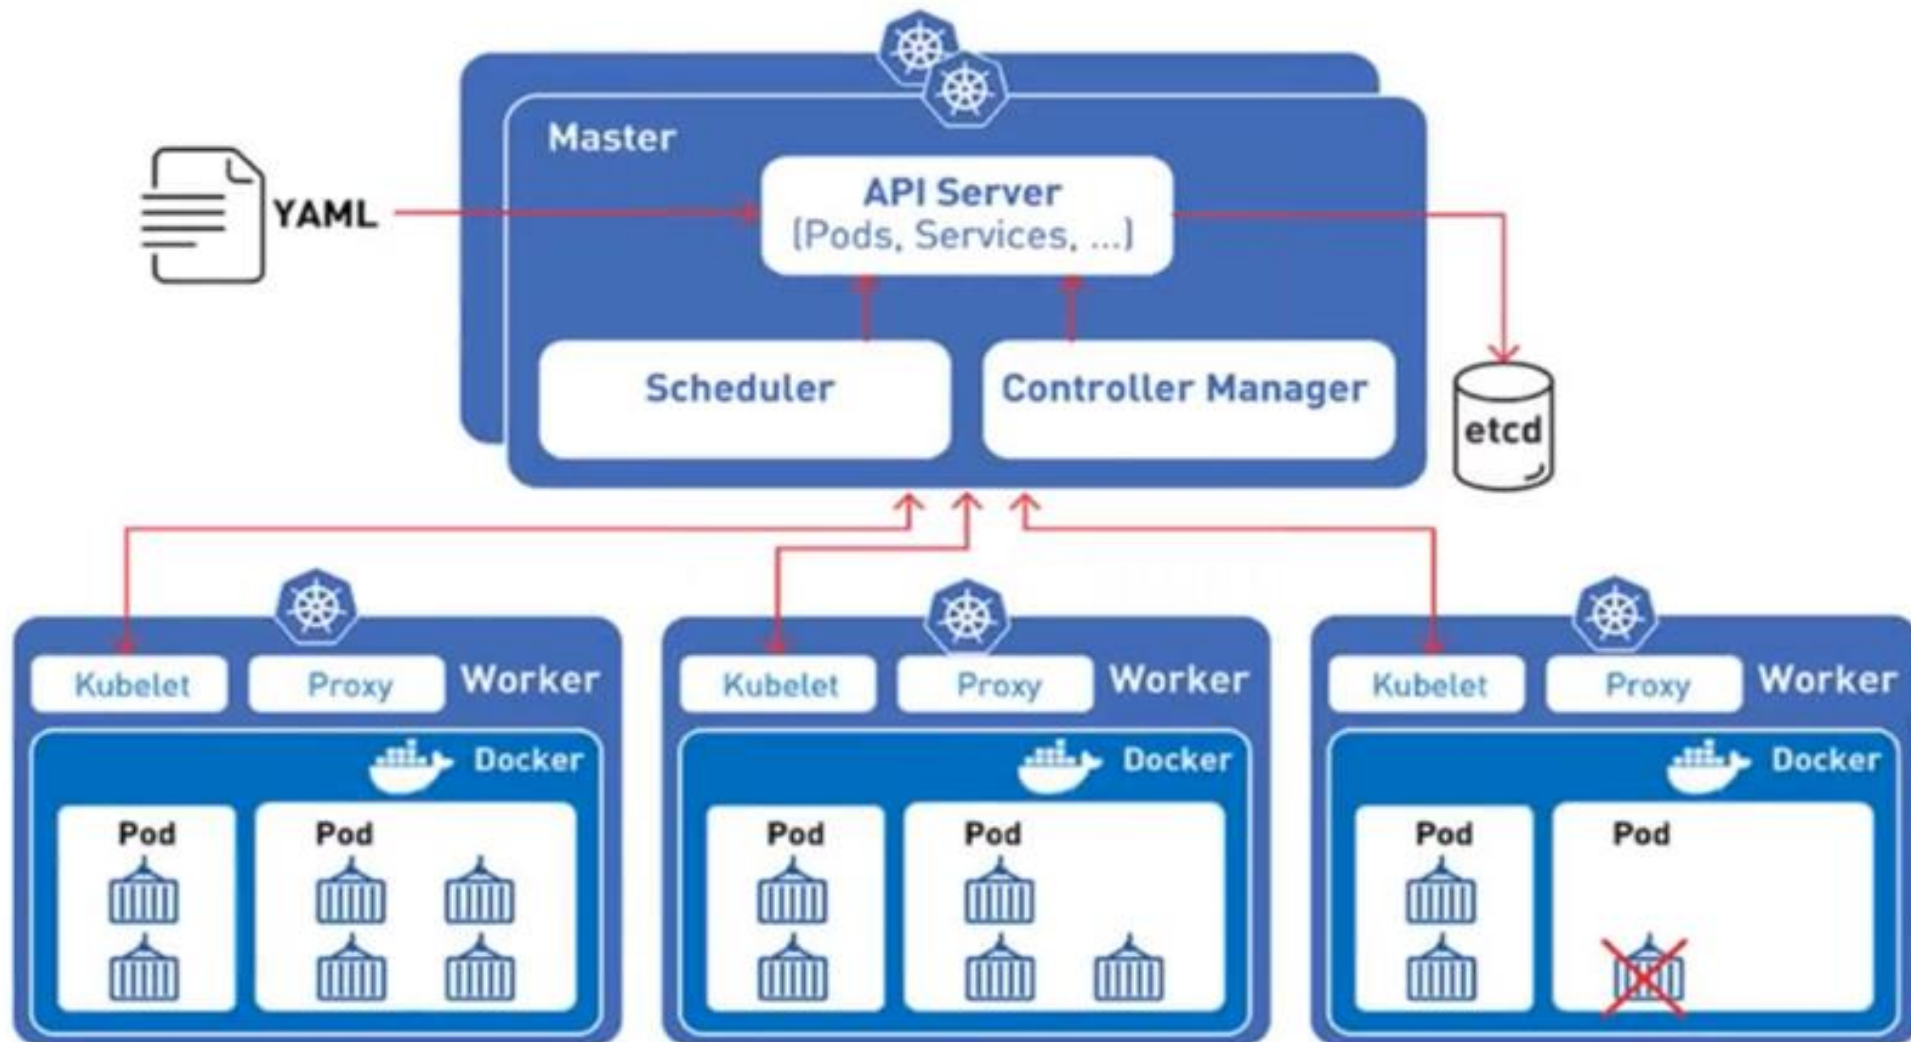 Master
API Server
(Pods, Services, ...)
YAML
Scheduler
Controller Manager
etcd
Kubelet
Proxy
Worker
Docker
Pod
Pod
Kubelet
Proxy
Worker
Docker
Pod
Pod
Kubelet
Proxy
Worker
Docker
Pod
Pod